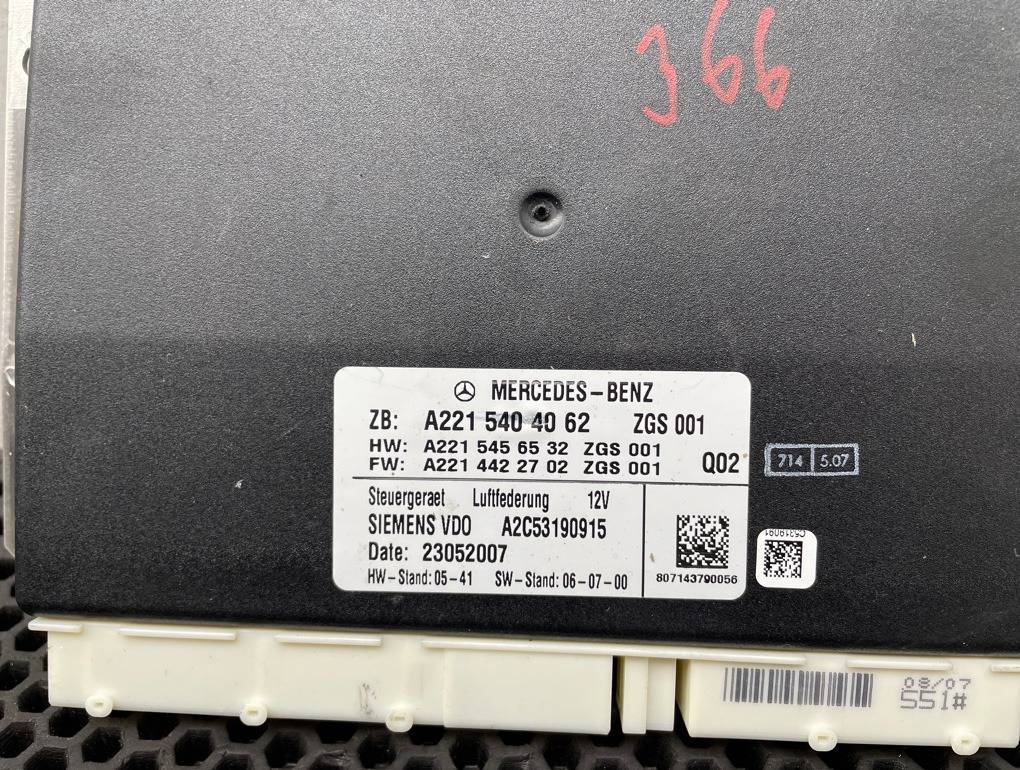 366
MERCEDES-BENZ
ZB: A221 540 40 62 ZGS 001
HW: A221 545 65 32 ZGS 001
FW: A221 442 27 02 ZGS 001 Q02
714 5.07
Steuergeraet Luftfederung 12V
SIEMENS VDO A2C53190915
Date: 23052007
HW-Stand: 05-41 SW-Stand: 06-07-00
807143790056
08/07
551#